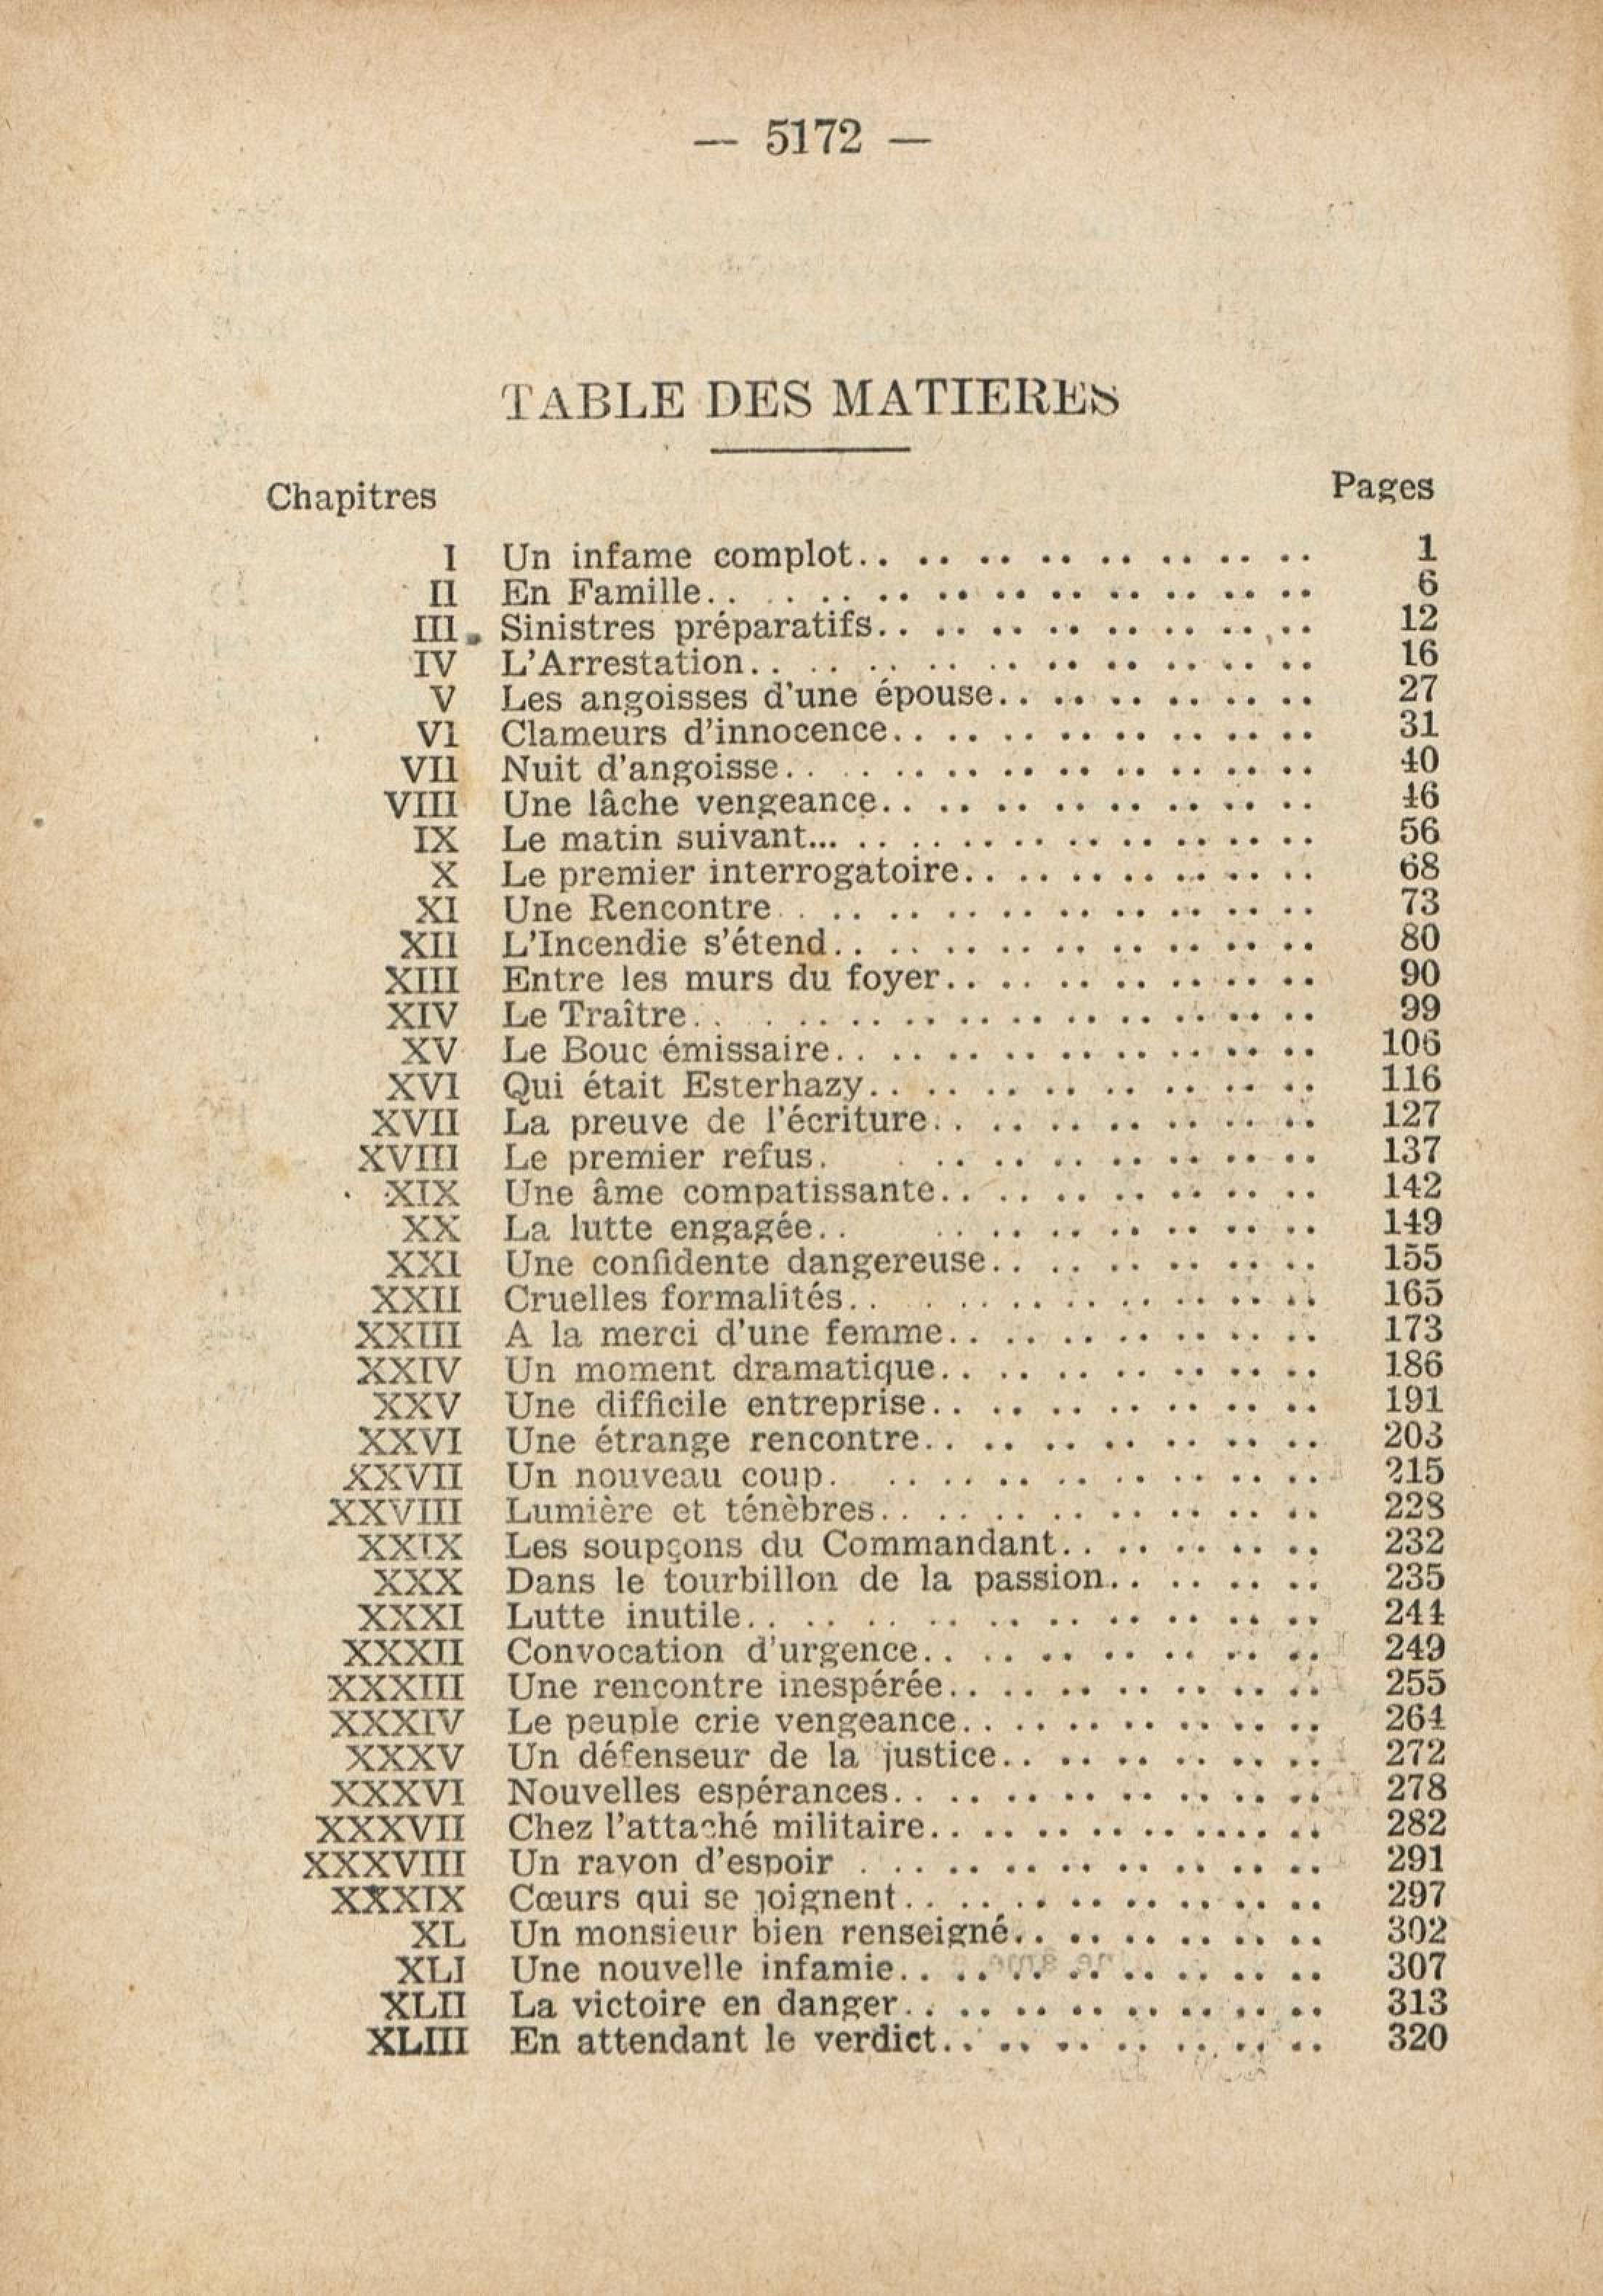 — 5172 —
TABLE DES MATIERES
Chapitres Pages
I Un infame complot.. .. .. .. .. .. .. .. 1
II En Famille.. .. .. .. .. .. .. .. .. .. .. 6
III. Sinistres préparatifs.. .. .. .. .. .. .. .. .. 12
IV L'Arrestation.. .. .. .. .. .. .. .. .. .. .. 16
V Les angoisses d'une épouse.. .. .. .. .. .. 27
VI Clameurs d'innocence.. .. .. .. .. .. .. .. 31
VII Nuit d'angoisse.. .. .. .. .. .. .. .. .. .. 40
VIII Une lâche vengeance.. .. .. .. .. .. .. .. .. 46
IX Le matin suivant... .. .. .. .. .. .. .. .. .. 56
X Le premier interrogatoire.. .. .. .. .. .. .. 68
XI Une Rencontre.. .. .. .. .. .. .. .. .. .. 73
XII L'Incendie s'étend.. .. .. .. .. .. .. .. .. 80
XIII Entre les murs du foyer.. .. .. .. .. .. .. 90
XIV Le Traître.. .. .. .. .. .. .. .. .. .. .. .. 99
XV Le Bouc émissaire.. .. .. .. .. .. .. .. .. 106
XVI Qui était Esterhazy.. .. .. .. .. .. .. .. .. 116
XVII La preuve de l'écriture.. .. .. .. .. .. .. .. 127
XVIII Le premier refus. . .. .. .. .. .. .. .. 137
XIX Une âme compatissante.. .. .. .. .. .. .. .. 142
XX La lutte engagée.. .. .. .. .. .. .. .. 149
XXI Une confidente dangereuse.. .. .. .. .. .. .. 155
XXII Cruelles formalités.. .. .. .. .. .. .. .. .. 165
XXIII A la merci d'une femme.. .. .. .. .. .. .. .. 173
XXIV Un moment dramatique.. .. .. .. .. .. .. .. 186
XXV Une difficile entreprise.. .. .. .. .. .. .. .. 191
XXVI Une étrange rencontre.. .. .. .. .. .. .. .. 203
XXVII Un nouveau coup. .. .. .. .. .. .. .. .. 215
XXVIII Lumière et ténèbres.. .. .. .. .. .. .. .. .. 228
XXIX Les soupçons du Commandant.. .. .. .. .. 232
XXX Dans le tourbillon de la passion.. .. .. .. 235
XXXI Lutte inutile.. .. .. .. .. .. .. .. .. .. .. 244
XXXII Convocation d'urgence.. .. .. .. .. .. .. .. 249
XXXIII Une rencontre inespérée.. .. .. .. .. .. .. .. 255
XXXIV Le peuple crie vengeance.. .. .. .. .. .. .. 264
XXXV Un défenseur de la justice.. .. .. .. .. .. 272
XXXVI Nouvelles espérances.. .. .. .. .. .. .. .. .. 278
XXXVII Chez l'attaché militaire.. .. .. .. .. .. .. .. 282
XXXVIII Un rayon d'espoir . .. .. .. .. .. .. .. .. 291
XXXIX Cœurs qui se joignent.. .. .. .. .. .. .. .. 297
XL Un monsieur bien renseigné.. .. .. .. .. .. 302
XLI Une nouvelle infamie.. .. .. .. .. .. .. .. 307
XLII La victoire en danger.. .. .. .. .. .. .. .. 313
XLIII En attendant le verdict.. .. .. .. .. .. .. 320